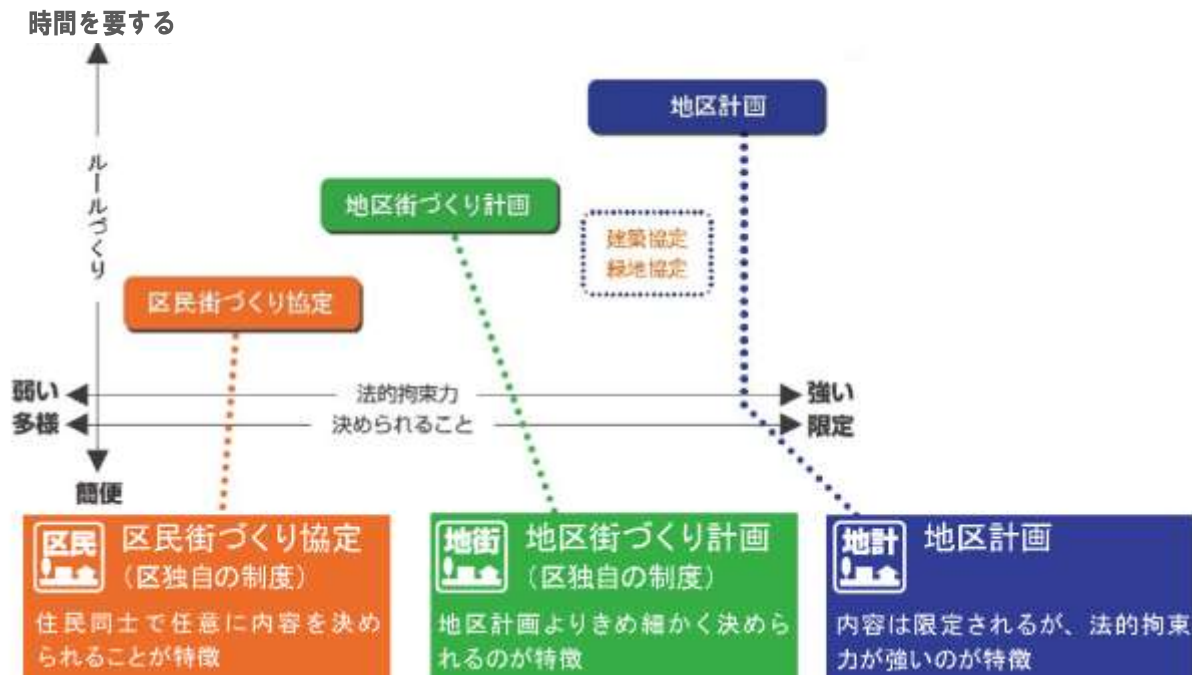 時間を要する
地区計画
ルールづくり
地区街づくり計画
建築協定
緑地協定
区民街づくり協定
弱い
法的拘束力
強い
多様
決められること
限定
簡便
区民
区民街づくり協定
（区独自の制度）
住民同士で任意に内容を決め
られることが特徴
地街
地区街づくり計画
（区独自の制度）
地区計画よりきめ細かく決めら
れるのが特徴
地計
地区計画
内容は限定されるが、法的拘束
力が強いのが特徴